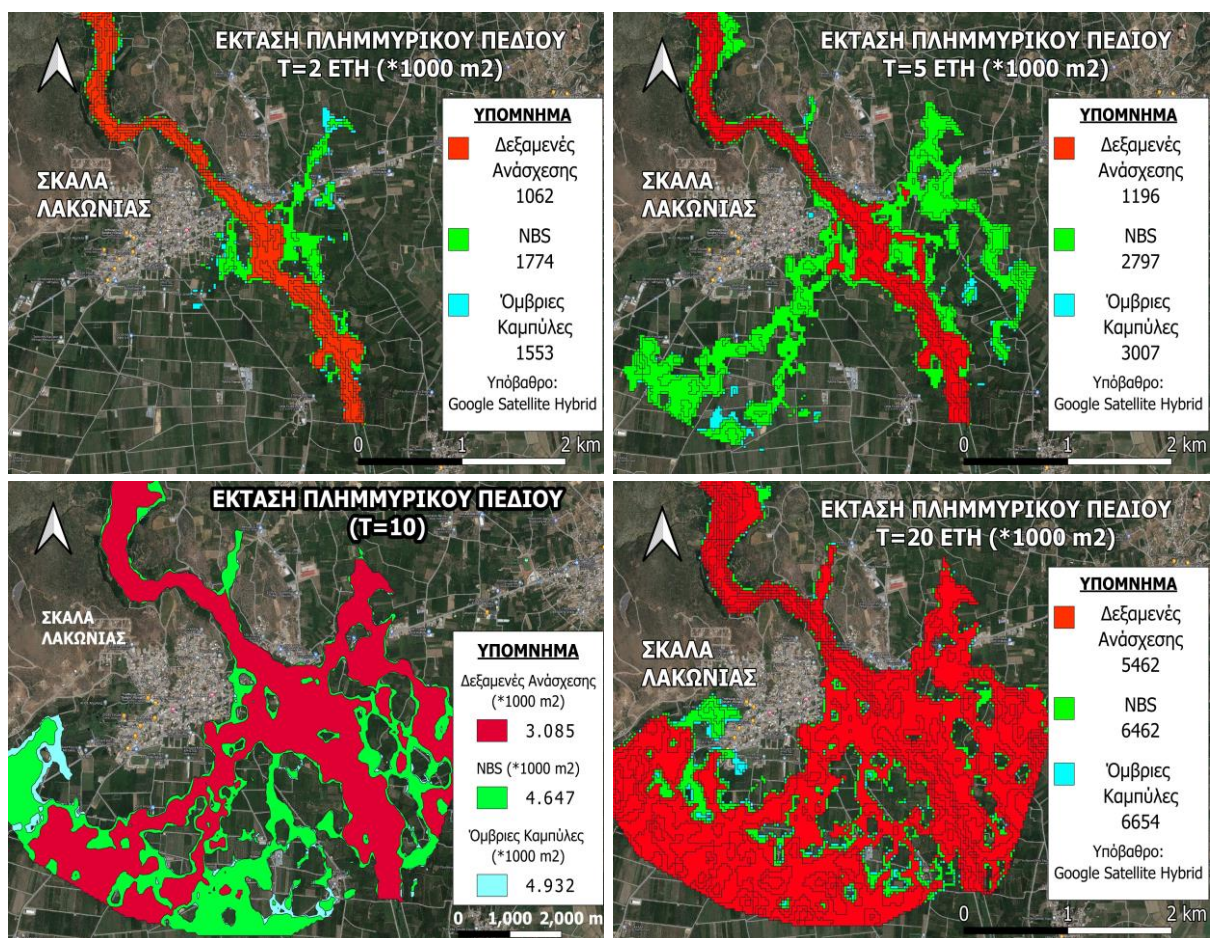 ΕΚΤΑΣΗ ΠΛΗΜΜΥΡΙΚΟΥ ΠΕΔΙΟΥ
Τ=2 ΕΤΗ (*1000 m2)
ΣΚΑΛΑ
ΛΑΚΩΝΙΑΣ
ΥΠΟΜΝΗΜΑ
Δεξαμενές
Ανάσχεσης
1062
NBS
1774
Όμβριες
Καμπύλες
1553
Υπόβαθρο:
Google Satellite Hybrid
0 1 2 km
ΕΚΤΑΣΗ ΠΛΗΜΜΥΡΙΚΟΥ ΠΕΔΙΟΥ
Τ=5 ΕΤΗ (*1000 m2)
ΣΚΑΛΑ
ΛΑΚΩΝΙΑΣ
ΥΠΟΜΝΗΜΑ
Δεξαμενές
Ανάσχεσης
1196
NBS
2797
Όμβριες
Καμπύλες
3007
Υπόβαθρο:
Google Satellite Hybrid
0 1 2 km
ΕΚΤΑΣΗ ΠΛΗΜΜΥΡΙΚΟΥ ΠΕΔΙΟΥ
(Τ=10)
ΣΚΑΛΑ
ΛΑΚΩΝΙΑΣ
ΥΠΟΜΝΗΜΑ
Δεξαμενές Ανάσχεσης
(*1000 m2)
3.085
NBS (*1000 m2)
4.647
Όμβριες Καμπύλες
(*1000 m2)
4.932
0 1,000 2,000 m
ΕΚΤΑΣΗ ΠΛΗΜΜΥΡΙΚΟΥ ΠΕΔΙΟΥ
Τ=20 ΕΤΗ (*1000 m2)
ΣΚΑΛΑ
ΛΑΚΩΝΙΑΣ
ΥΠΟΜΝΗΜΑ
Δεξαμενές
Ανάσχεσης
5462
NBS
6462
Όμβριες
Καμπύλες
6654
Υπόβαθρο:
Google Satellite Hybrid
0 1 2 km